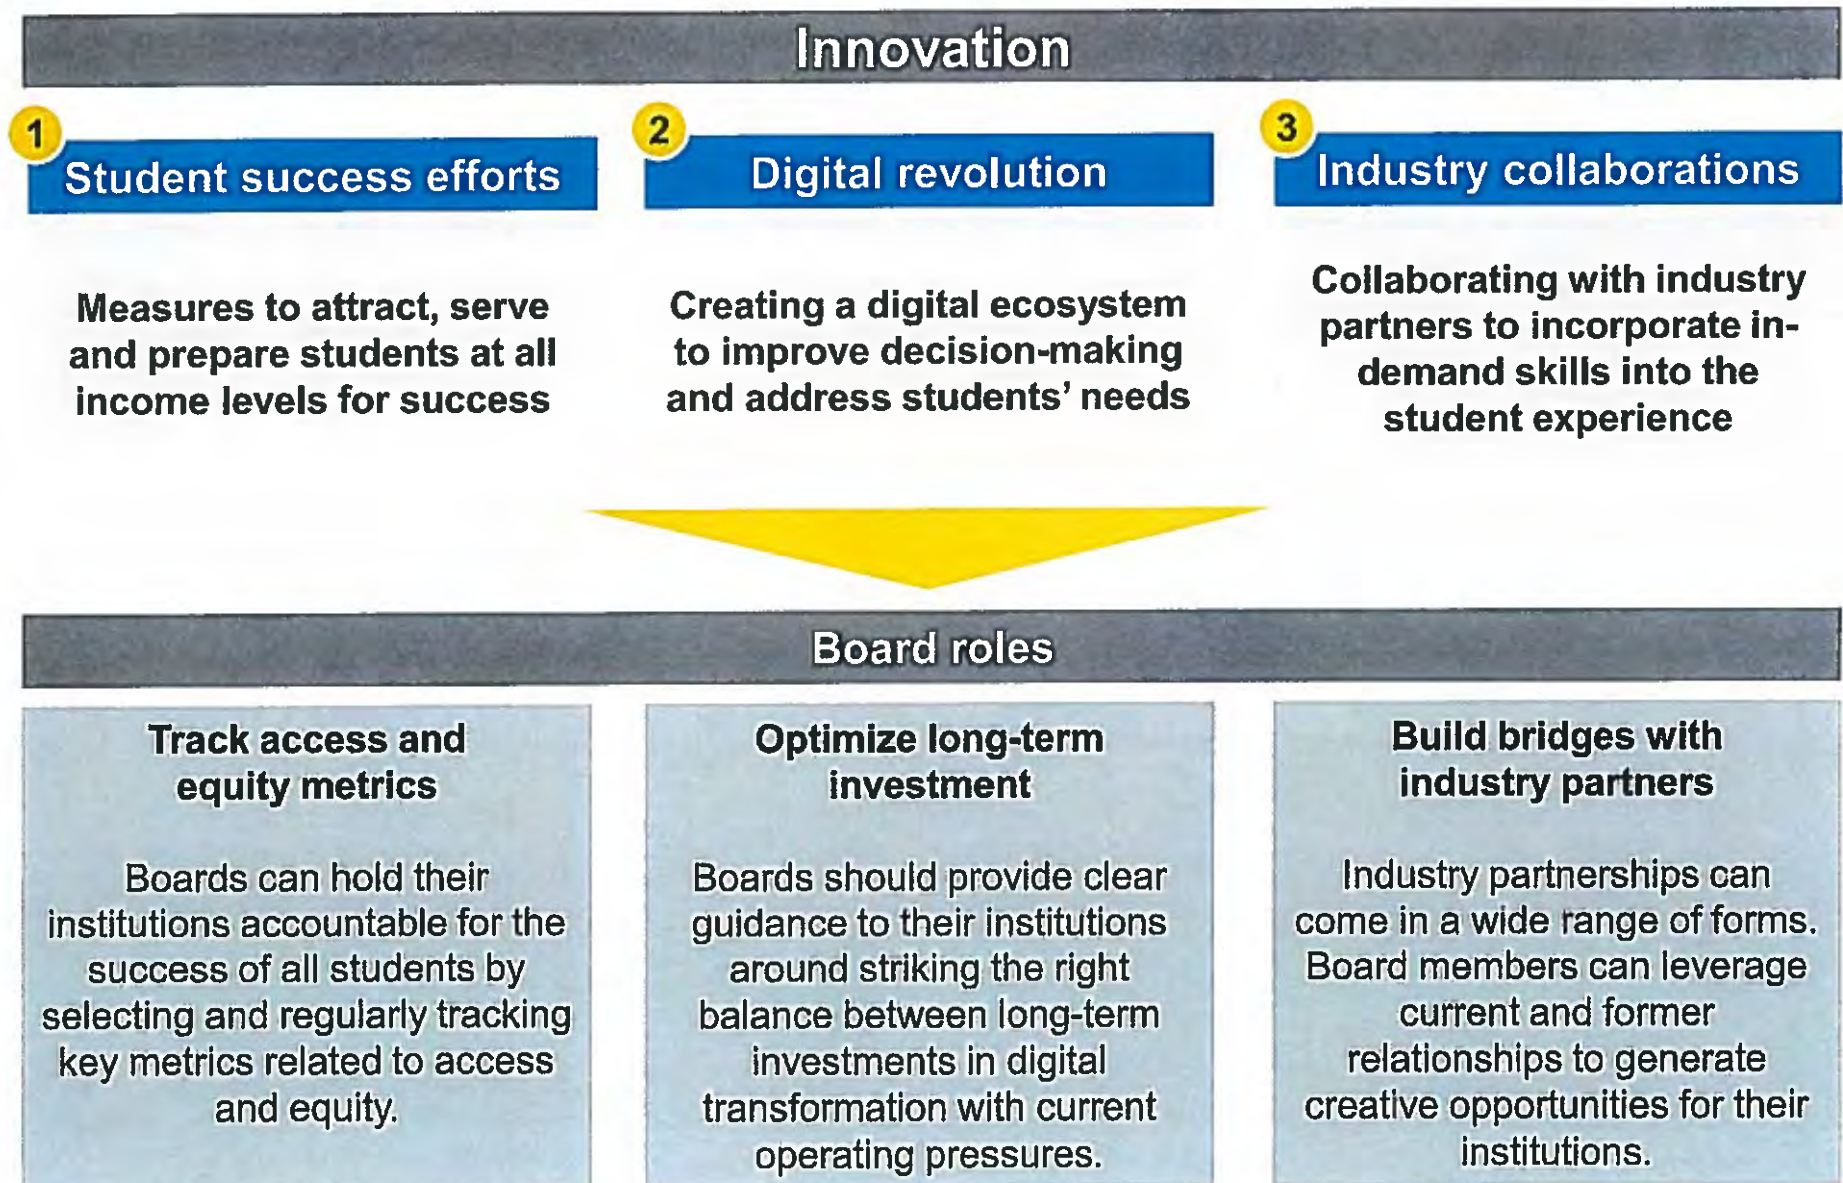 Innovation
1
Student success efforts
Measures to attract, serve
and prepare students at all
income levels for success
2
Digital revolution
Creating a digital ecosystem
to improve decision-making
and address students' needs
3
Industry collaborations
Collaborating with industry
partners to incorporate in-
demand skills into the
student experience
Board roles
Track access and
equity metrics
Boards can hold their
institutions accountable for the
success of all students by
selecting and regularly tracking
key metrics related to access
and equity.
Optimize long-term
investment
Boards should provide clear
guidance to their institutions
around striking the right
balance between long-term
investments in digital
transformation with current
operating pressures.
Build bridges with
industry partners
Industry partnerships can
come in a wide range of forms.
Board members can leverage
current and former
relationships to generate
creative opportunities for their
institutions.